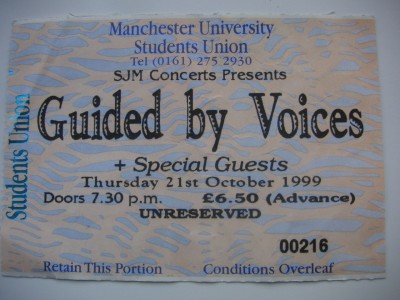 Manchester University
Students Union
Tel (0161) 275 2930
SJM Concerts Presents
Students Union
Guided by Voices
+ Special Guests
Thursday 21st October 1999
Doors 7.30 p.m. £6.50 (Advance)
UNRESERVED
00216
Retain This Portion Conditions Overleaf